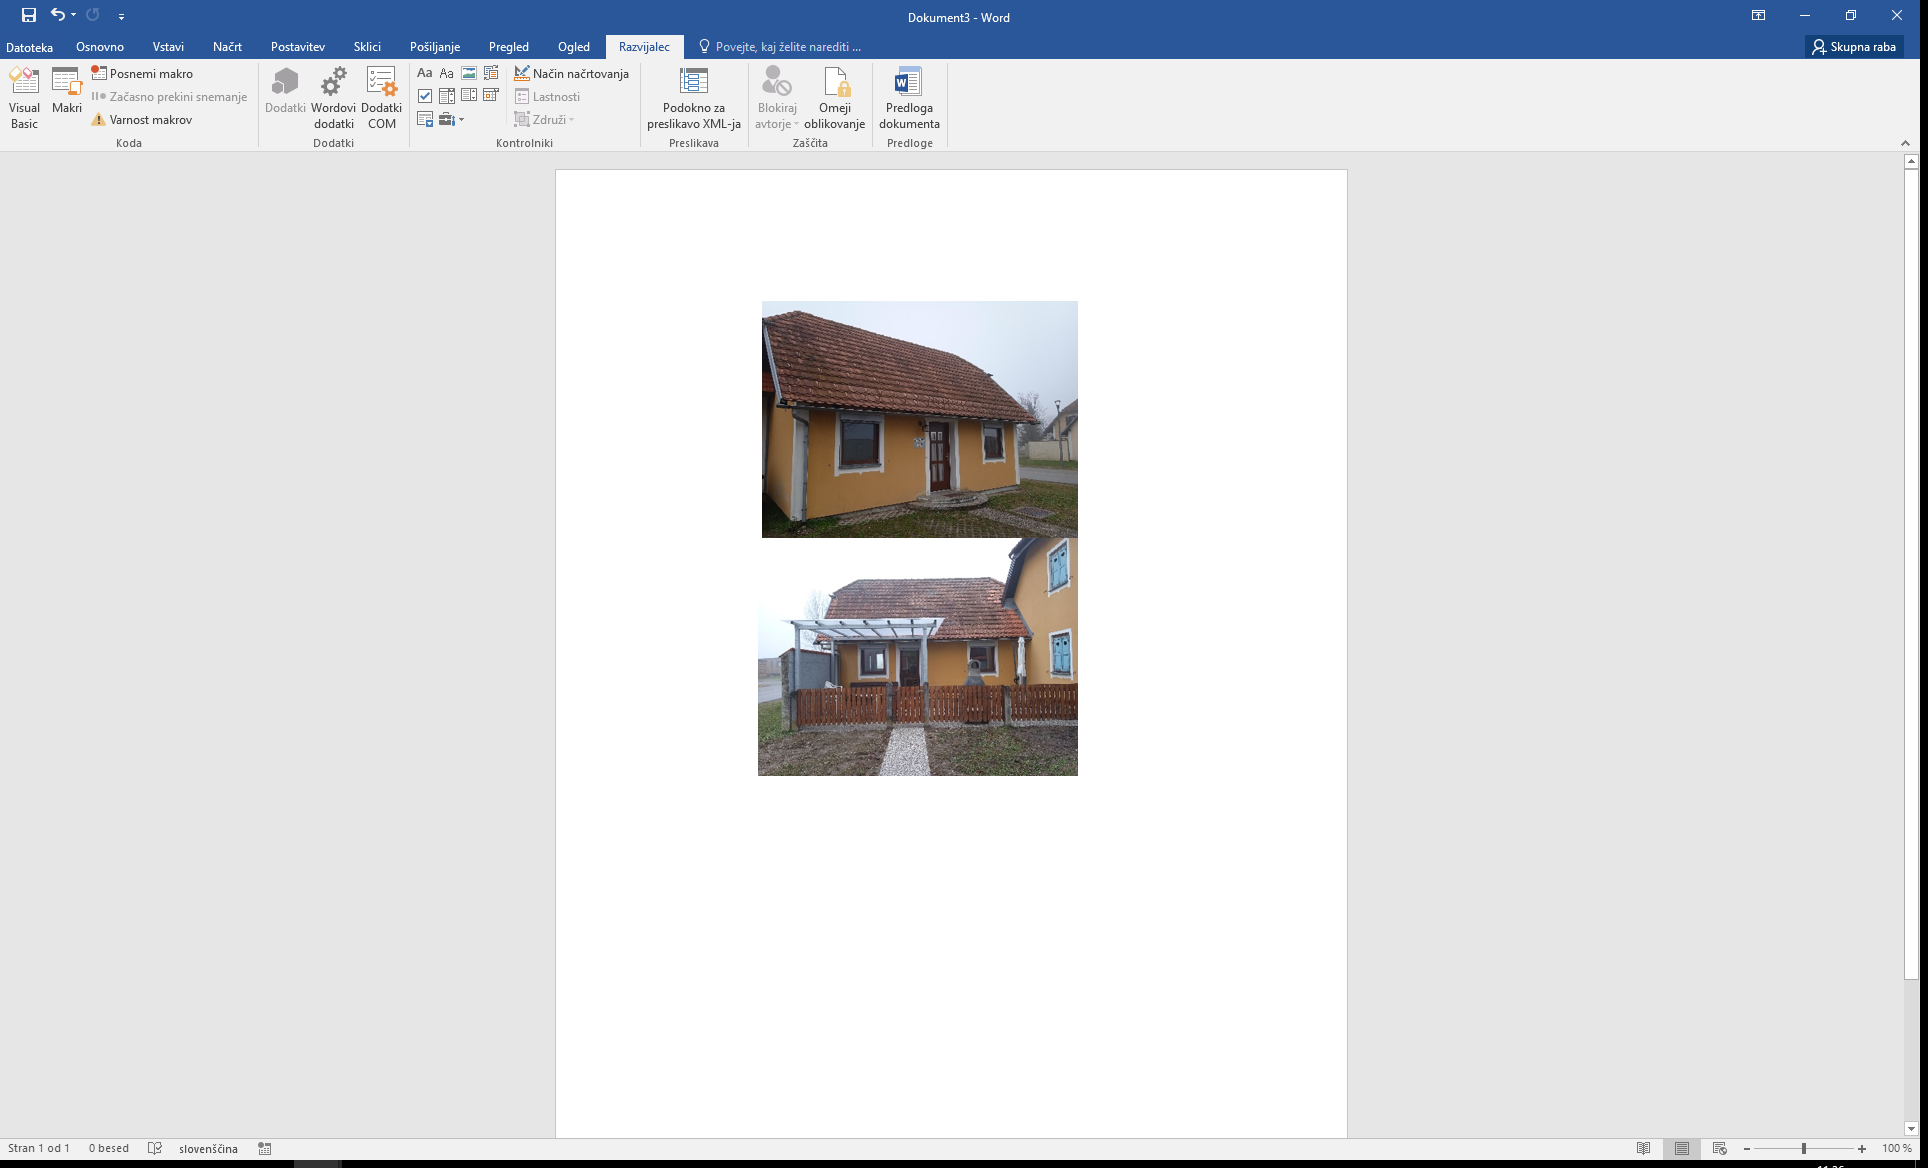 Dokument3 - Word
Datoteka Osnovno Vstavi Načrt Postavitev Sklici Pošiljanje Pregled Ogled Razvijalec Povejte, kaj želite narediti ... Skupna raba
Visual Basic
Makri
Posnemi makro
Začasno prekini snemanje
Varnost makrov
Koda
Dodatki
Wordovi dodatki
Dodatki COM
Dodatki
Aa Aa
Način načrtovanja
Lastnosti
Združi
Kontrolniki
Podokno za preslikavo XML-ja
Preslikava
Blokiraj avtorje
Omeji oblikovanje
Zaščita
Predloga dokumenta
Predloge
Stran 1 od 1 0 besed slovenščina 100 %